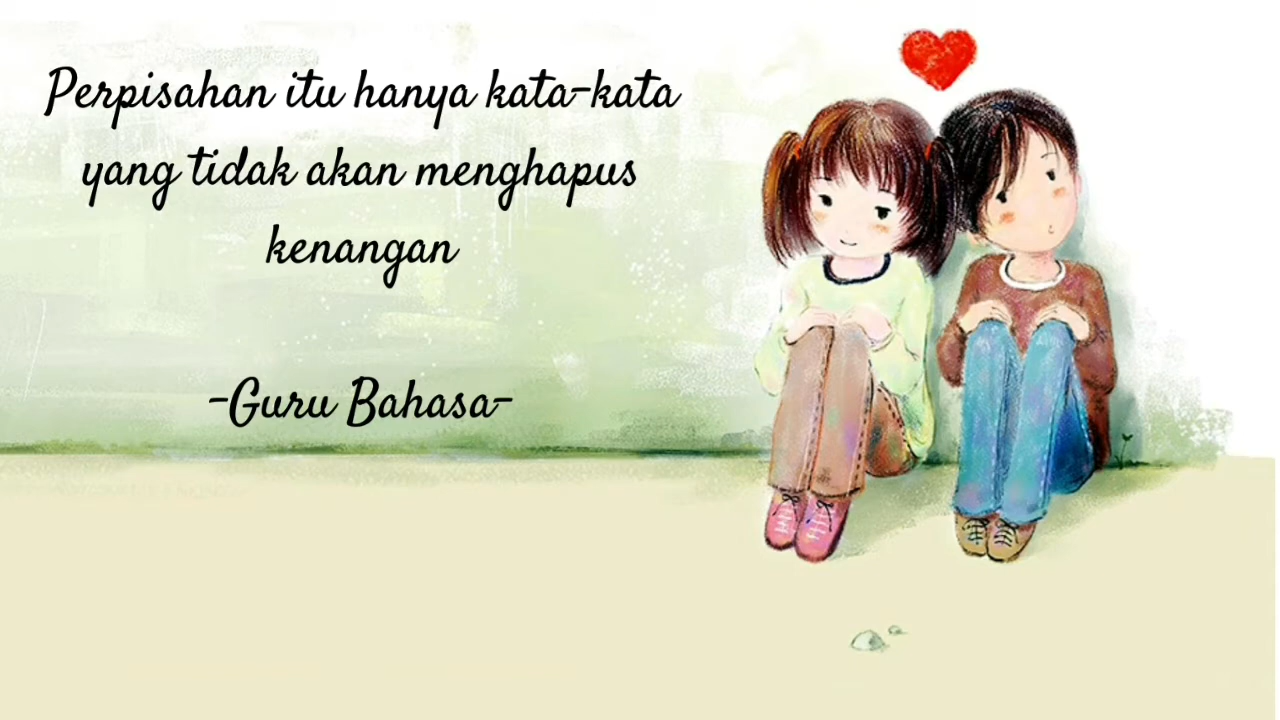 Perpisahan itu hanya kata-kata
yang tidak akan menghapus
kenangan
-Guru Bahasa-